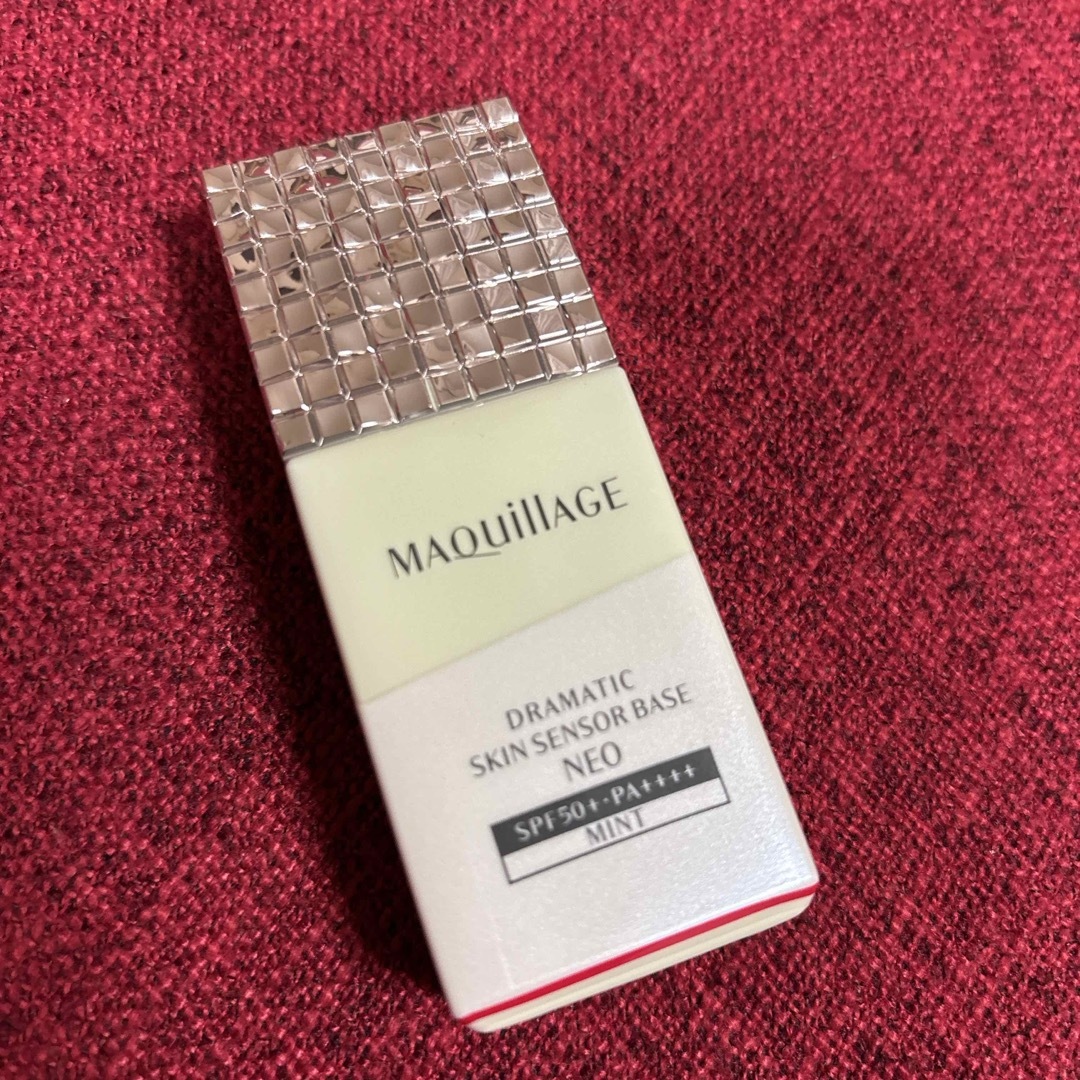 MAQuillAGE
DRAMATIC
SKIN SENSOR BASE
NEO
SPF50+・PA++++
MINT